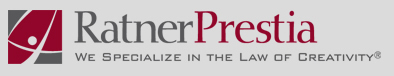 RatnerPrestia
We Specialize in the Law of Creativity®